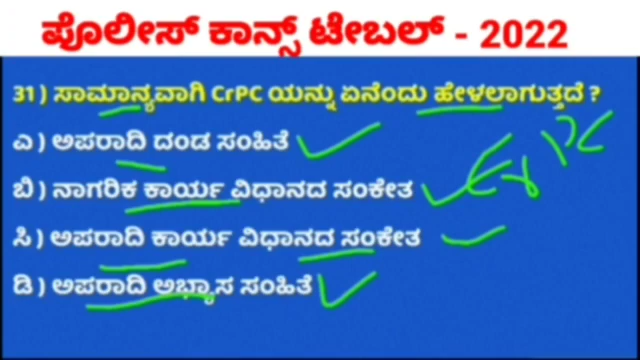 ಪೊಲೀಸ್ ಕಾನ್ಸ್‌ಟೇಬಲ್ - 2022
31) ಸಾಮಾನ್ಯವಾಗಿ CrPC ಯನ್ನು ಏನೆಂದು ಹೇಳಲಾಗುತ್ತದೆ ?
ಎ) ಅಪರಾದಿ ದಂಡ ಸಂಹಿತೆ
ಬಿ) ನಾಗರಿಕ ಕಾರ್ಯ ವಿಧಾನದ ಸಂಕೇತ
ಸಿ) ಅಪರಾದಿ ಕಾರ್ಯ ವಿಧಾನದ ಸಂಕೇತ
ಡಿ) ಅಪರಾದಿ ಅಭ್ಯಾಸ ಸಂಹಿತೆ